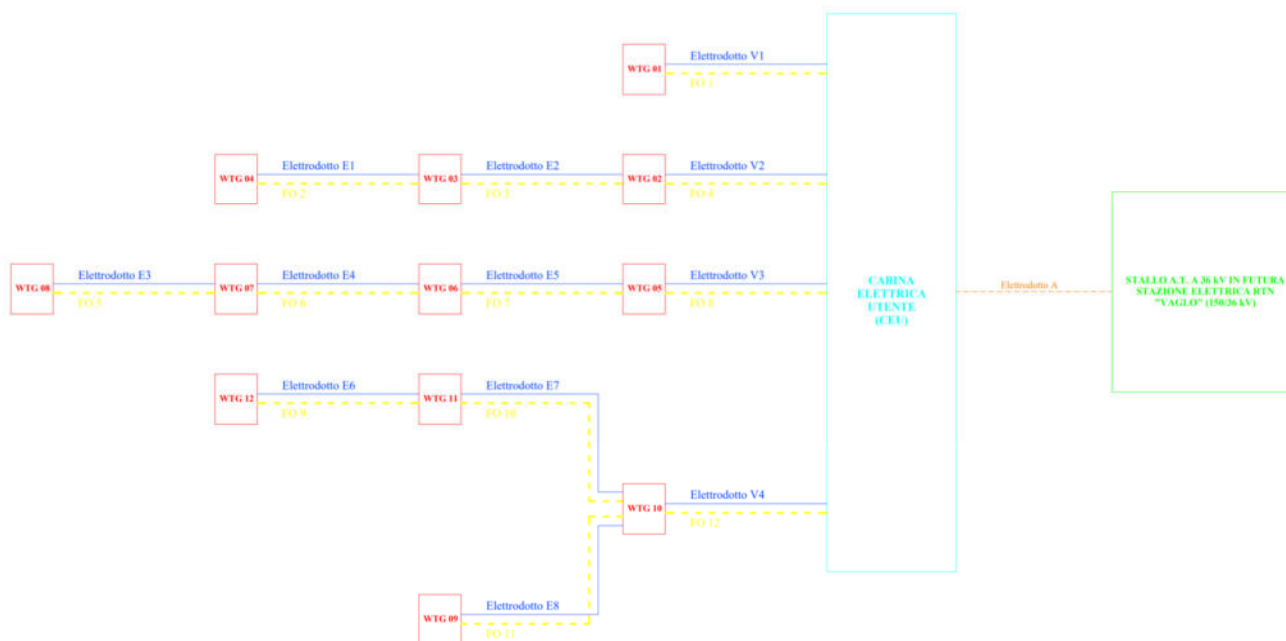 Elettrodotto V1
WTG 01
FO 1
Elettrodotto E1
Elettrodotto E2
Elettrodotto V2
WTG 04
WTG 03
WTG 02
FO 2
FO 3
FO 4
Elettrodotto E3
Elettrodotto E4
Elettrodotto E5
Elettrodotto V3
WTG 08
WTG 07
WTG 06
WTG 05
FO 5
FO 6
FO 7
FO 8
CABINA
ELETTRICA
UTENTE
(CEU)
Elettrodotto A
STALLO A.T. A 36 kV IN FUTURA
STAZIONE ELETTRICA RTN
"VAGLO" (150/36 kV)
Elettrodotto E6
Elettrodotto E7
WTG 12
WTG 11
FO 9
FO 10
Elettrodotto V4
WTG 10
FO 12
Elettrodotto E8
WTG 09
FO 11